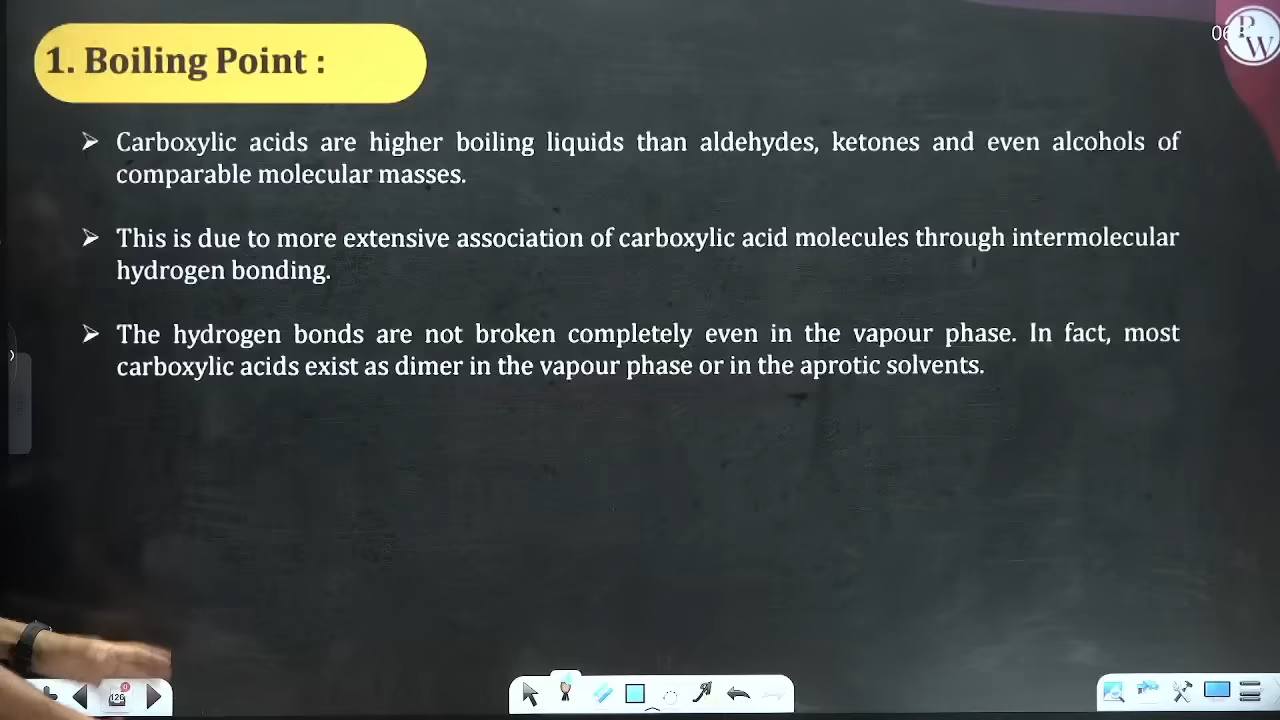 1. Boiling Point :
PW
➢ Carboxylic acids are higher boiling liquids than aldehydes, ketones and even alcohols of
comparable molecular masses.
➢ This is due to more extensive association of carboxylic acid molecules through intermolecular
hydrogen bonding.
➢ The hydrogen bonds are not broken completely even in the vapour phase. In fact, most
carboxylic acids exist as dimer in the vapour phase or in the aprotic solvents.
126